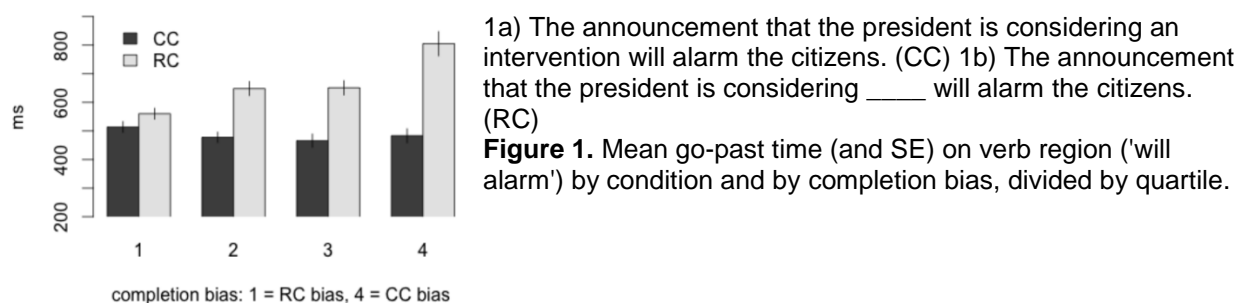 800
600
400
200
ms
CC
RC
1 2 3 4
completion bias: 1 = RC bias, 4 = CC bias
1a) The announcement that the president is considering an
intervention will alarm the citizens. (CC) 1b) The announcement
that the president is considering ____ will alarm the citizens.
(RC)
Figure 1. Mean go-past time (and SE) on verb region ('will
alarm') by condition and by completion bias, divided by quartile.